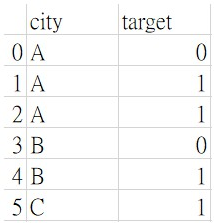 city target
0 A 0
1 A 1
2 A 1
3 B 0
4 B 1
5 C 1